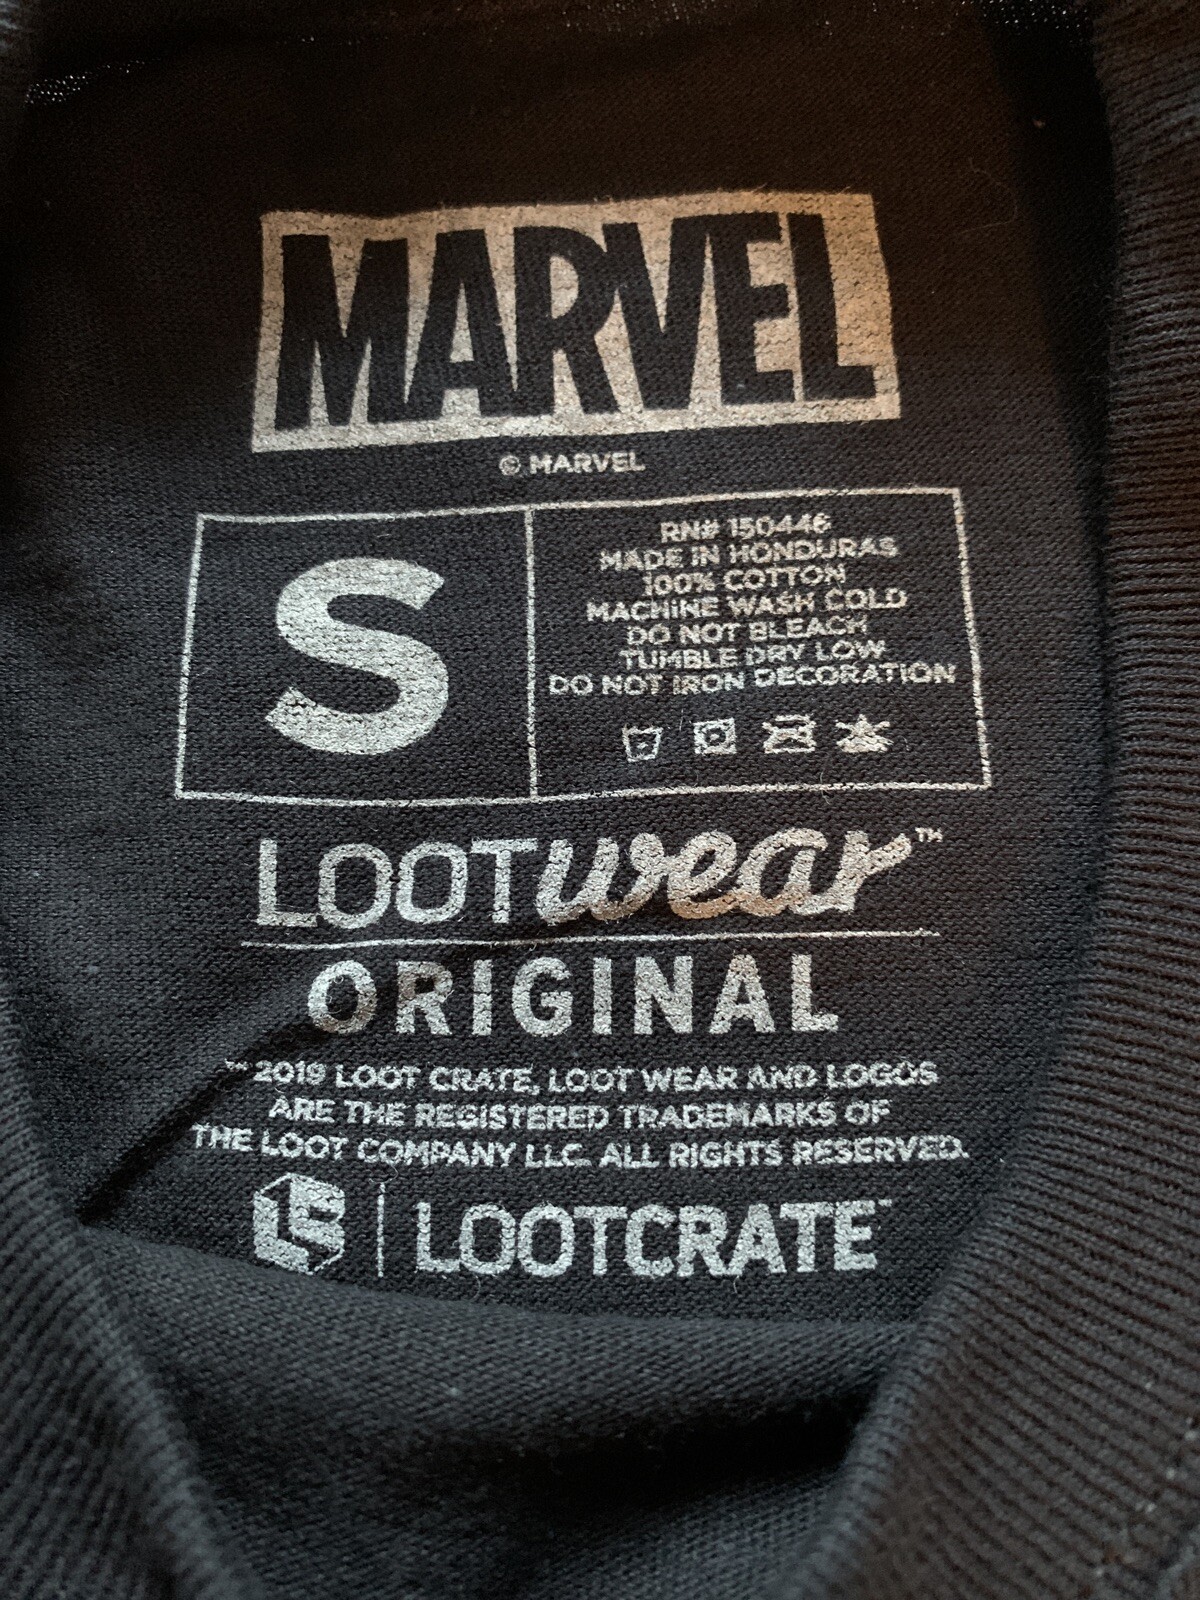 MARVEL
© MARVEL
S
RN# 150446
MADE IN HONDURAS
100% COTTON
MACHINE WASH COLD
DO NOT BLEACH
TUMBLE DRY LOW
DO NOT IRON DECORATION
LOOTwear™
ORIGINAL
™ 2019 LOOT CRATE, LOOT WEAR AND LOGOS
ARE THE REGISTERED TRADEMARKS OF
THE LOOT COMPANY LLC. ALL RIGHTS RESERVED.
LC | LOOTCRATE™